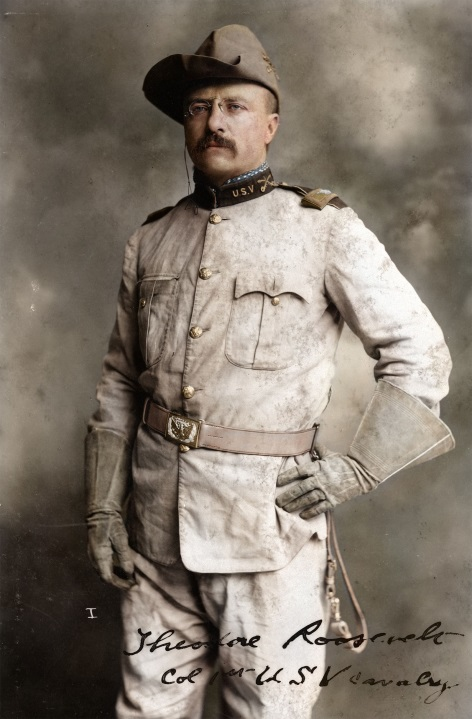 U.S.V
I
Theodore Roosevelt
Col 1st U S V Cavalry.